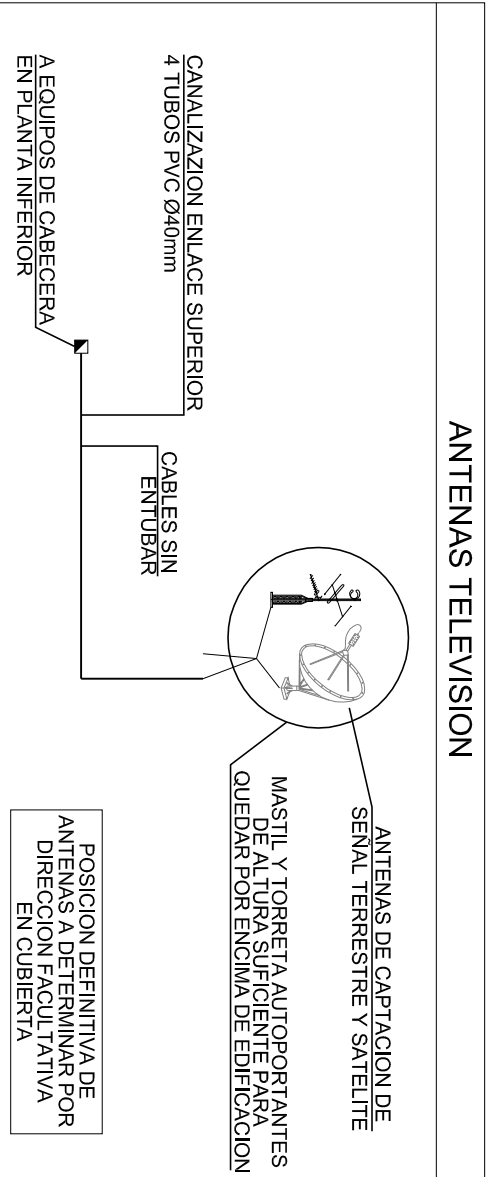 ANTENAS TELEVISION
ANTENAS DE CAPTACION DE
SEÑAL TERRESTRE Y SATELITE
MASTIL Y TORRETA AUTOPORTANTES
DE ALTURA SUFICIENTE PARA
QUEDAR POR ENCIMA DE EDIFICACION
CANALIZAZION ENLACE SUPERIOR
4 TUBOS PVC Ø40mm
CABLES SIN
ENTUBAR
A EQUIPOS DE CABECERA
EN PLANTA INFERIOR
POSICION DEFINITIVA DE
ANTENAS A DETERMINAR POR
DIRECCION FACULTATIVA
EN CUBIERTA